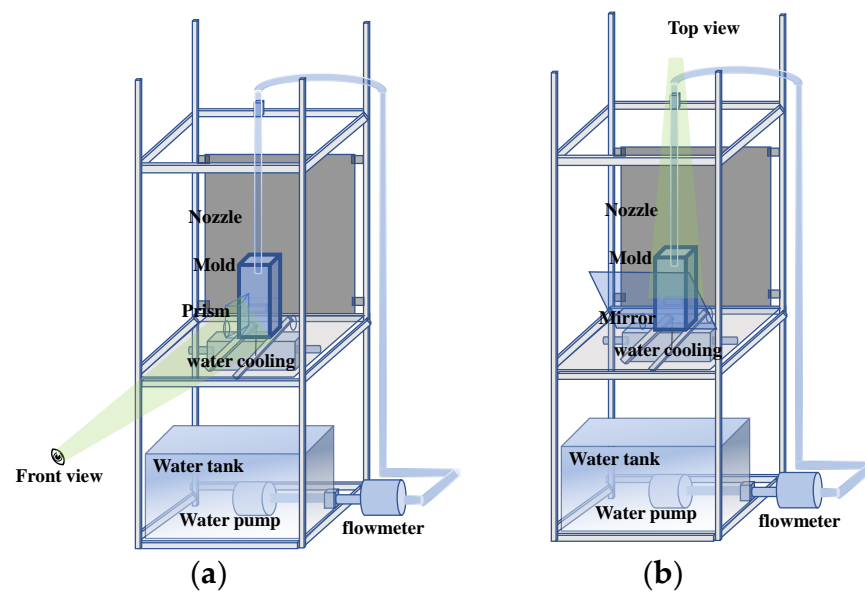 Nozzle
Mold
Prism
water cooling
Front view
Water tank
Water pump
flowmeter
(a)
Top view
Nozzle
Mold
Mirror
water cooling
Water tank
Water pump
flowmeter
(b)